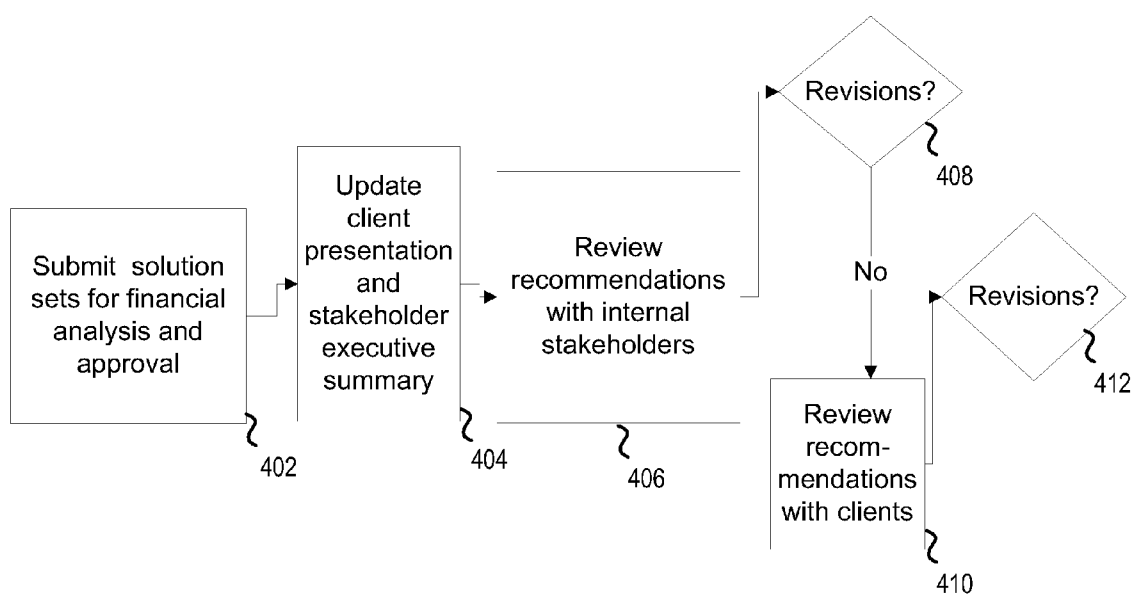 Submit solution
sets for financial
analysis and
approval
402
Update
client
presentation
and
stakeholder
executive
summary
404
Review
recommendations
with internal
stakeholders
406
Revisions?
408
No
Review
recom-
mendations
with clients
410
Revisions?
412